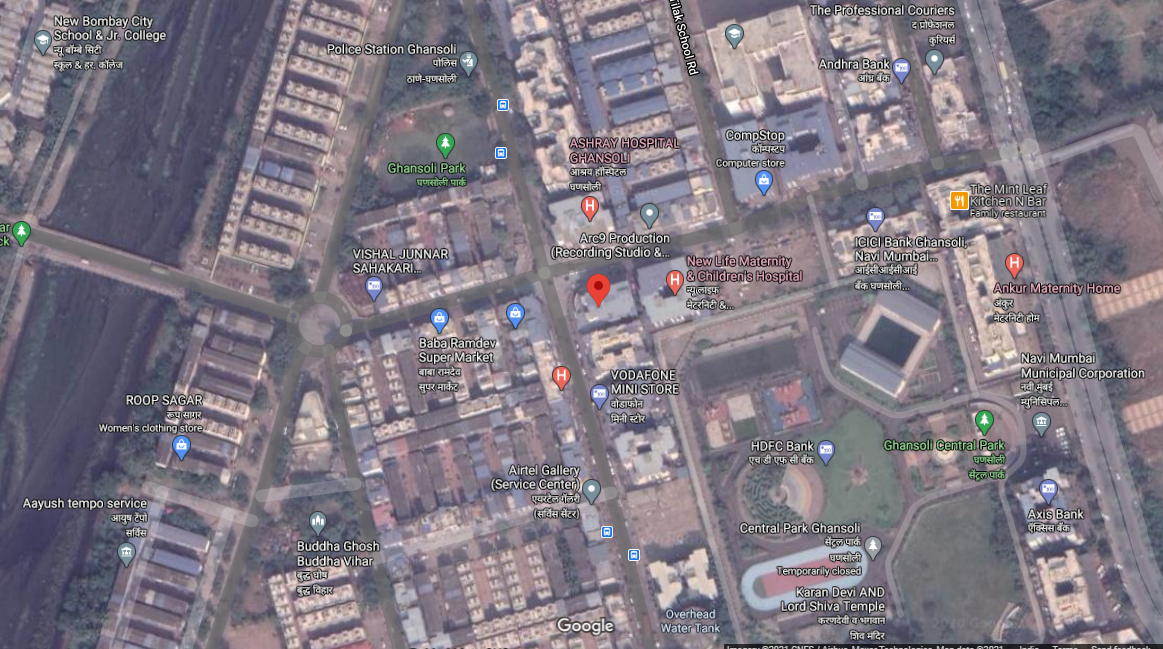 New Bombay City
School & Jr. College
न्यू बॉम्बे सिटी
स्कूल & हर. कॉलेज
Police Station Ghansoli
पोलिस
ठाणे-घणसोली
Tilak School Rd
The Professional Couriers
द प्रोफेशनल
कुरियर्स
Andhra Bank
आंध्र बँक
Ghansoli Park
घणसोली पार्क
ASHRAY HOSPITAL
GHANSOLI
आश्रय हॉस्पिटल
घणसोली
CompStop
कॉम्पस्टप
Computer store
The Mint Leaf
Kitchen N Bar
Family restaurant
Arc9 Production
(Recording Studio &...
VISHAL JUNNAR
SAHAKARI...
New Life Maternity
& Children's Hospital
न्यू लाइफ
मेटरनिटी &...
ICICI Bank Ghansoli,
Navi Mumbai...
आईसीआईसीआई
बँक घणसोली...
Ankur Maternity Home
अंकुर
मेटरनिटी होम
Baba Ramdev
Super Market
बाबा रामदेव
सुपर मार्केट
VODAFONE
MINI STORE
वोडाफोन
मिनी स्टोर
Navi Mumbai
Municipal Corporation
नवी मुंबई
म्युनिसिपल...
ROOP SAGAR
रूप सागर
Women's clothing store
HDFC Bank
एच डी एफ सी बँक
Ghansoli Central Park
घणसोली
सेंट्रल पार्क
Airtel Gallery
(Service Center)
एयरटेल गॅलरी
(सर्विस सेंटर)
Aayush tempo service
आयुष टेंपो
सर्विस
Axis Bank
ऍक्सिस बँक
Buddha Ghosh
Buddha Vihar
बुद्ध घोष
बुद्ध विहार
Central Park Ghansoli
सेंट्रल पार्क
घणसोली
Temporarily closed
Karan Devi AND
Lord Shiva Temple
करणदेवी व भगवान
शिव मंदिर
Overhead
Water Tank
Google